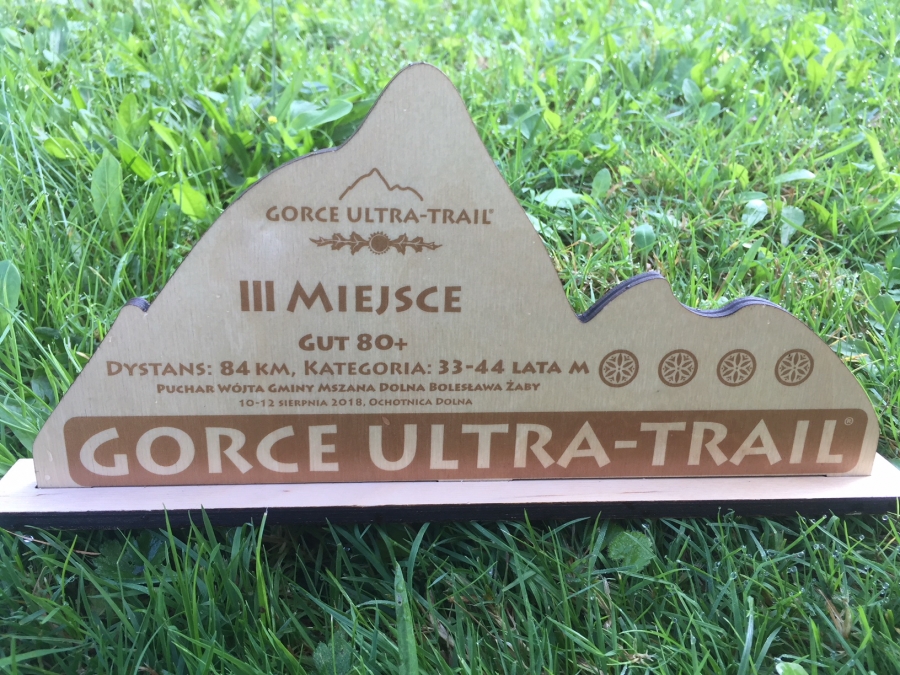 GORCE ULTRA-TRAIL®
III MIEJSCE
GUT 80+
DYSTANS: 84 KM, KATEGORIA: 33-44 LATA M
PUCHAR WÓJTA GMINY MSZANA DOLNA BOLESŁAWA ŻABY
10-12 SIERPNIA 2018, OCHOTNICA DOLNA
GORCE ULTRA-TRAIL®